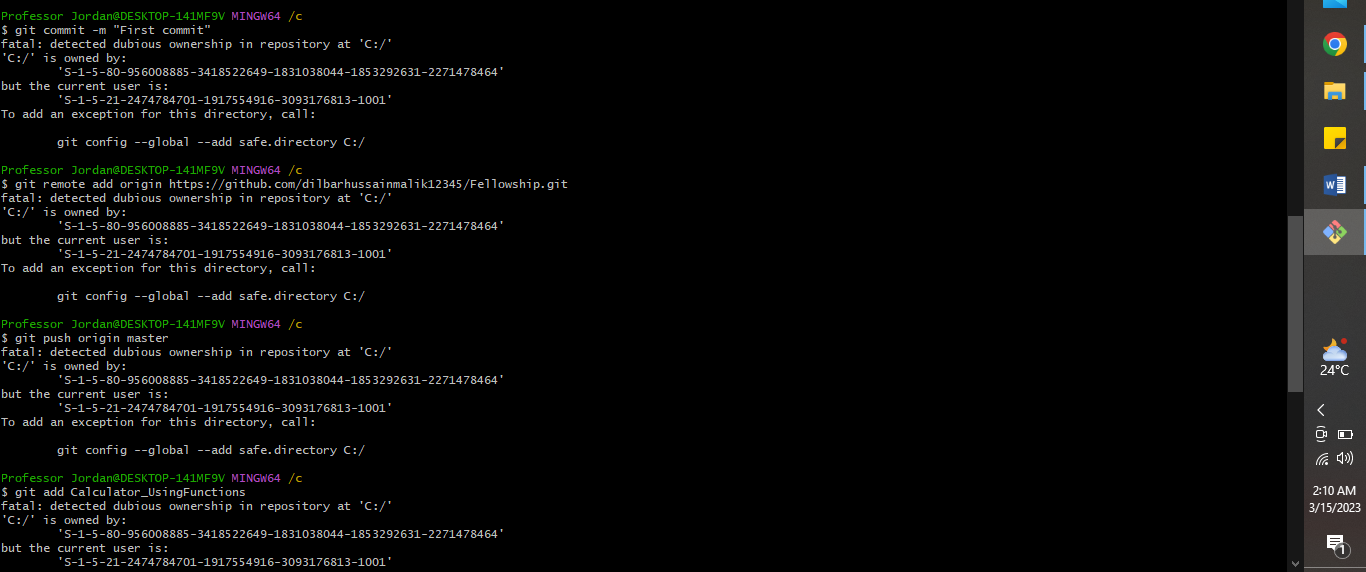 Professor Jordan@DESKTOP-141MF9V MINGW64 /c
$ git commit -m "First commit"
fatal: detected dubious ownership in repository at 'C:/'
'C:/' is owned by:
        'S-1-5-80-956008885-3418522649-1831038044-1853292631-2271478464'
but the current user is:
        'S-1-5-21-2474784701-1917554916-3093176813-1001'
To add an exception for this directory, call:

        git config --global --add safe.directory C:/

Professor Jordan@DESKTOP-141MF9V MINGW64 /c
$ git remote add origin https://github.com/dilbarhussainmalik12345/Fellowship.git
fatal: detected dubious ownership in repository at 'C:/'
'C:/' is owned by:
        'S-1-5-80-956008885-3418522649-1831038044-1853292631-2271478464'
but the current user is:
        'S-1-5-21-2474784701-1917554916-3093176813-1001'
To add an exception for this directory, call:

        git config --global --add safe.directory C:/

Professor Jordan@DESKTOP-141MF9V MINGW64 /c
$ git push origin master
fatal: detected dubious ownership in repository at 'C:/'
'C:/' is owned by:
        'S-1-5-80-956008885-3418522649-1831038044-1853292631-2271478464'
but the current user is:
        'S-1-5-21-2474784701-1917554916-3093176813-1001'
To add an exception for this directory, call:

        git config --global --add safe.directory C:/

Professor Jordan@DESKTOP-141MF9V MINGW64 /c
$ git add Calculator_UsingFunctions
fatal: detected dubious ownership in repository at 'C:/'
'C:/' is owned by:
        'S-1-5-80-956008885-3418522649-1831038044-1853292631-2271478464'
but the current user is:
        'S-1-5-21-2474784701-1917554916-3093176813-1001'
W
24°C
2:10 AM
3/15/2023
1